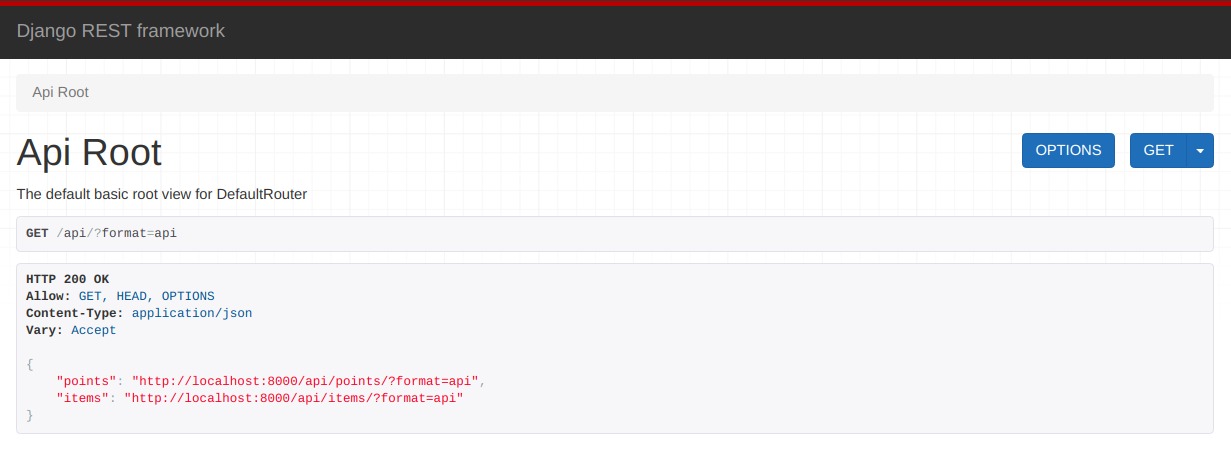 Django REST framework
Api Root
Api Root
OPTIONS
GET
The default basic root view for DefaultRouter
GET /api/?format=api
HTTP 200 OK
Allow: GET, HEAD, OPTIONS
Content-Type: application/json
Vary: Accept
{
    "points": "http://localhost:8000/api/points/?format=api",
    "items": "http://localhost:8000/api/items/?format=api"
}